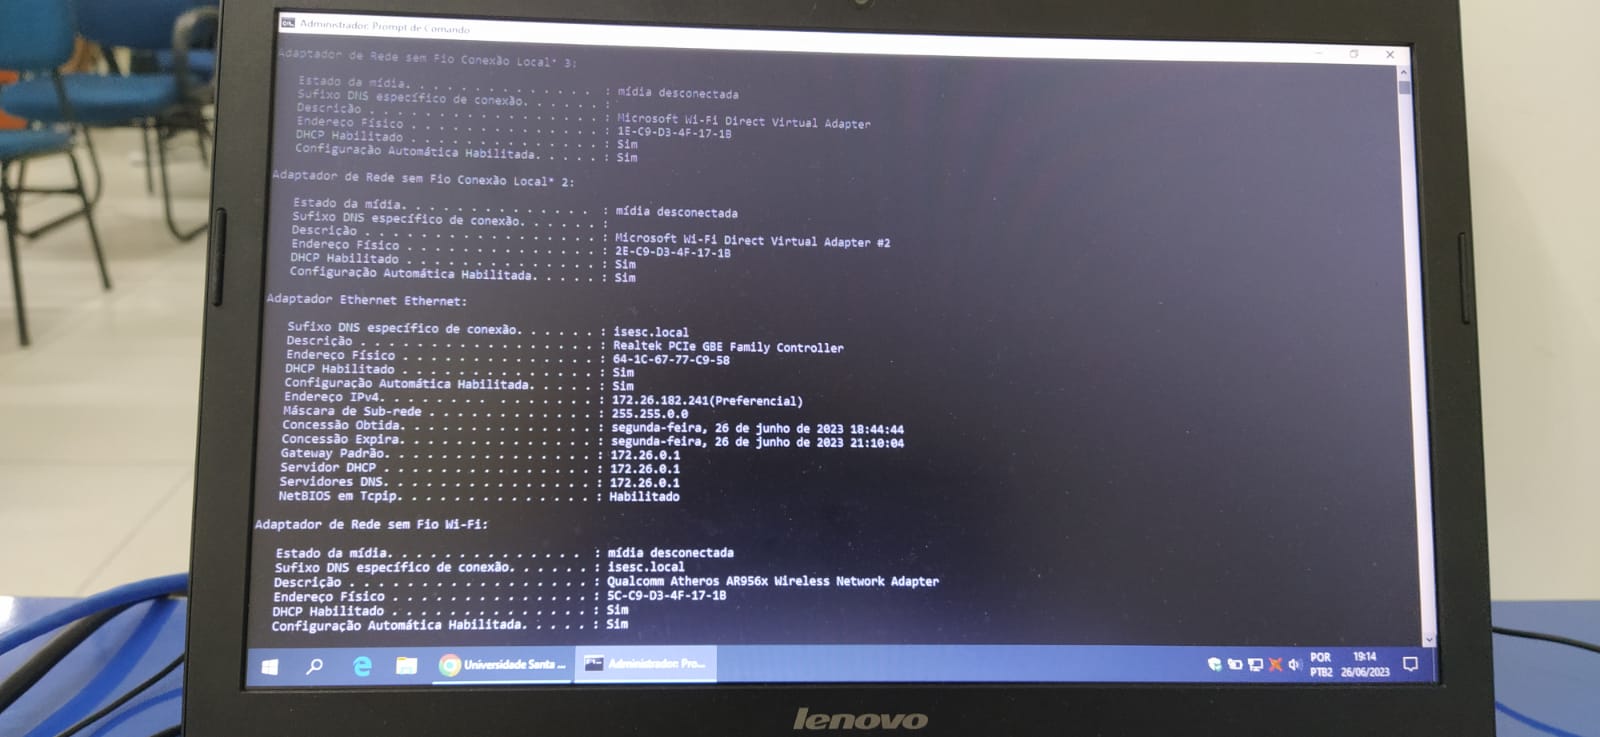 Administrador: Prompt de Comando
Adaptador de Rede sem Fio Conexão Local* 3:
Estado da mídia. . . . . . . . . . . . . . : mídia desconectada
Sufixo DNS específico de conexão. . . . . . :
Descrição . . . . . . . . . . . . . . . . . : Microsoft Wi-Fi Direct Virtual Adapter
Endereço Físico . . . . . . . . . . . . . . : 1E-C9-D3-4F-17-1B
DHCP Habilitado . . . . . . . . . . . . . . : Sim
Configuração Automática Habilitada. . . . . : Sim
Adaptador de Rede sem Fio Conexão Local* 2:
Estado da mídia. . . . . . . . . . . . . . : mídia desconectada
Sufixo DNS específico de conexão. . . . . . :
Descrição . . . . . . . . . . . . . . . . . : Microsoft Wi-Fi Direct Virtual Adapter #2
Endereço Físico . . . . . . . . . . . . . . : 2E-C9-D3-4F-17-1B
DHCP Habilitado . . . . . . . . . . . . . . : Sim
Configuração Automática Habilitada. . . . . : Sim
Adaptador Ethernet Ethernet:
Sufixo DNS específico de conexão. . . . . . : isesc.local
Descrição . . . . . . . . . . . . . . . . . : Realtek PCIe GBE Family Controller
Endereço Físico . . . . . . . . . . . . . . : 64-1C-67-77-C9-58
DHCP Habilitado . . . . . . . . . . . . . . : Sim
Configuração Automática Habilitada. . . . . : Sim
Endereço IPv4. . . . . . . . . . . . . . . : 172.26.182.241(Preferencial)
Máscara de Sub-rede . . . . . . . . . . . . : 255.255.0.0
Concessão Obtida. . . . . . . . . . . . . . : segunda-feira, 26 de junho de 2023 18:44:44
Concessão Expira. . . . . . . . . . . . . . : segunda-feira, 26 de junho de 2023 21:10:04
Gateway Padrão. . . . . . . . . . . . . . . : 172.26.0.1
Servidor DHCP . . . . . . . . . . . . . . . : 172.26.0.1
Servidores DNS. . . . . . . . . . . . . . . : 172.26.0.1
NetBIOS em Tcpip. . . . . . . . . . . . . . : Habilitado
Adaptador de Rede sem Fio Wi-Fi:
Estado da mídia. . . . . . . . . . . . . . : mídia desconectada
Sufixo DNS específico de conexão. . . . . . : isesc.local
Descrição . . . . . . . . . . . . . . . . . : Qualcomm Atheros AR956x Wireless Network Adapter
Endereço Físico . . . . . . . . . . . . . . : 5C-C9-D3-4F-17-1B
DHCP Habilitado . . . . . . . . . . . . . . : Sim
Configuração Automática Habilitada. . . . . : Sim
Universidade Santa ...
Administrador: Pro...
POR
PTB2
19:14
26/06/2023
lenovo